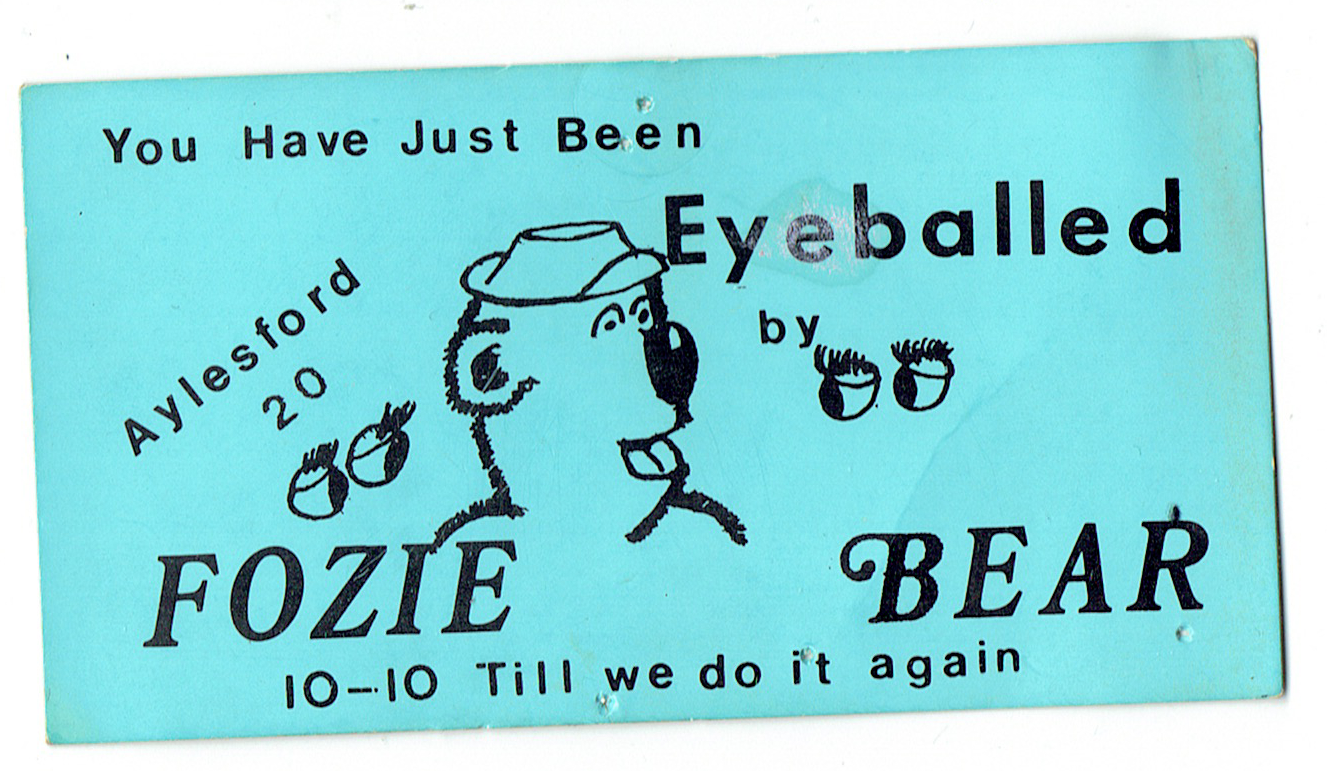 You Have Just Been
Eyeballed
by
Aylesford
20
FOZIE BEAR
10-10 Till we do it again